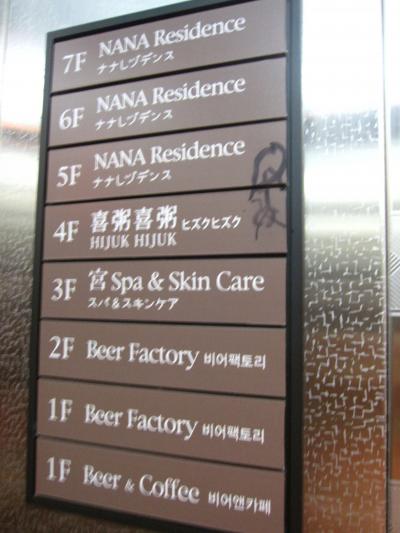 7F NANA Residence
ナナレヅデンス
6F NANA Residence
ナナレヅデンス
5F NANA Residence
ナナレヅデンス
4F 喜粥喜粥 ヒズクヒズク
HIJUK HIJUK
3F 宮 Spa & Skin Care
スパ&スキンケア
2F Beer Factory 비어팩토리
1F Beer Factory 비어팩토리
1F Beer & Coffee 비어앤카페